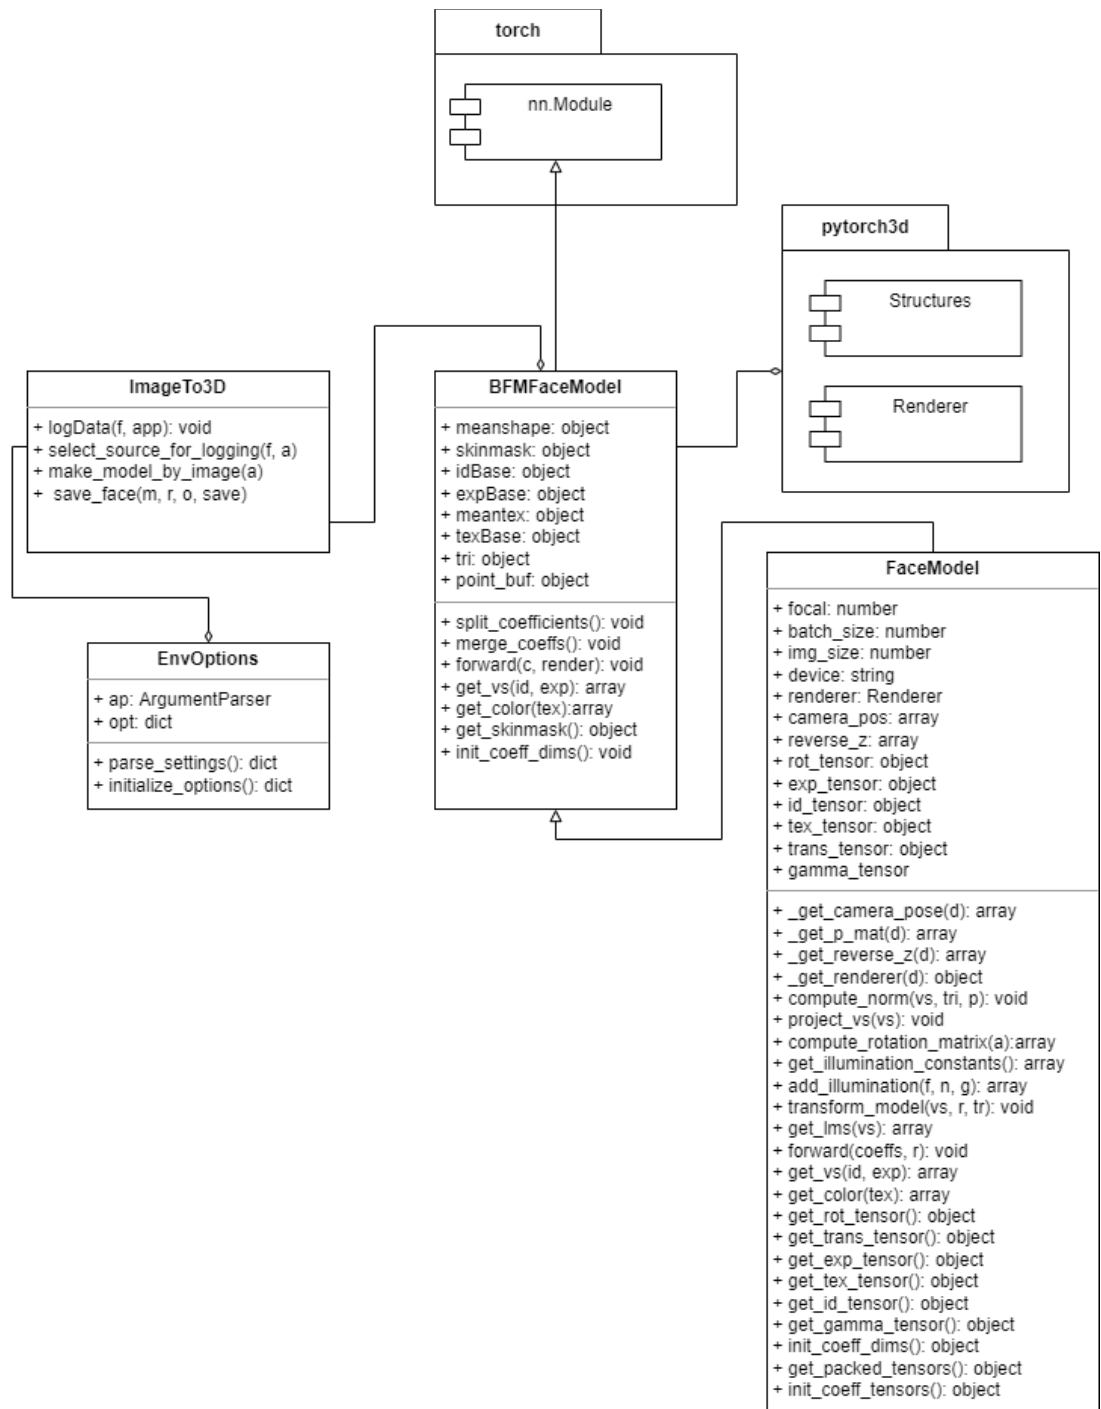 torch
nn.Module
pytorch3d
Structures
Renderer
ImageTo3D
+ logData(f, app): void
+ select_source_for_logging(f, a)
+ make_model_by_image(a)
+ save_face(m, r, o, save)
BFMFaceModel
+ meanshape: object
+ skinmask: object
+ idBase: object
+ expBase: object
+ meantex: object
+ texBase: object
+ tri: object
+ point_buf: object
+ split_coefficients(): void
+ merge_coeffs(): void
+ forward(c, render): void
+ get_vs(id, exp): array
+ get_color(tex):array
+ get_skinmask(): object
+ init_coeff_dims(): void
EnvOptions
+ ap: ArgumentParser
+ opt: dict
+ parse_settings(): dict
+ initialize_options(): dict
FaceModel
+ focal: number
+ batch_size: number
+ img_size: number
+ device: string
+ renderer: Renderer
+ camera_pos: array
+ reverse_z: array
+ rot_tensor: object
+ exp_tensor: object
+ id_tensor: object
+ tex_tensor: object
+ trans_tensor: object
+ gamma_tensor
+ _get_camera_pose(d): array
+ _get_p_mat(d): array
+ _get_reverse_z(d): array
+ _get_renderer(d): object
+ compute_norm(vs, tri, p): void
+ project_vs(vs): void
+ compute_rotation_matrix(a):array
+ get_illumination_constants(): array
+ add_illumination(f, n, g): array
+ transform_model(vs, r, tr): void
+ get_lms(vs): array
+ forward(coeffs, r): void
+ get_vs(id, exp): array
+ get_color(tex): array
+ get_rot_tensor(): object
+ get_trans_tensor(): object
+ get_exp_tensor(): object
+ get_tex_tensor(): object
+ get_id_tensor(): object
+ get_gamma_tensor(): object
+ init_coeff_dims(): object
+ get_packed_tensors(): object
+ init_coeff_tensors(): object